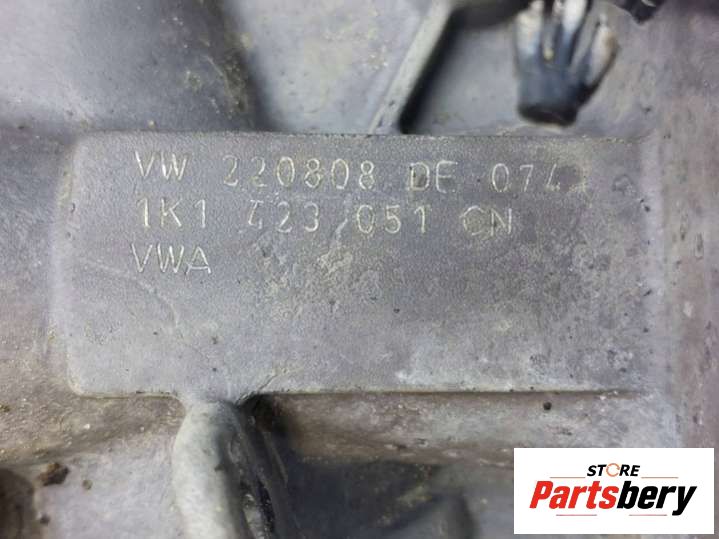 VW 220808 DE 074
1K1 423 051 CN
VWA
STORE
Partsbery